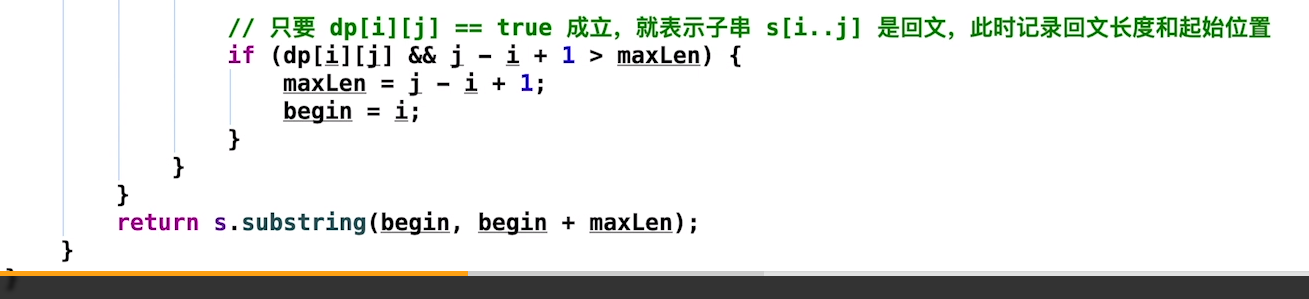 // 只要 dp[i][j] == true 成立，就表示子串 s[i..j] 是回文，此时记录回文长度和起始位置
if (dp[i][j] && j - i + 1 > maxLen) {
maxLen = j - i + 1;
begin = i;
}
}
}
return s.substring(begin, begin + maxLen);
}
}